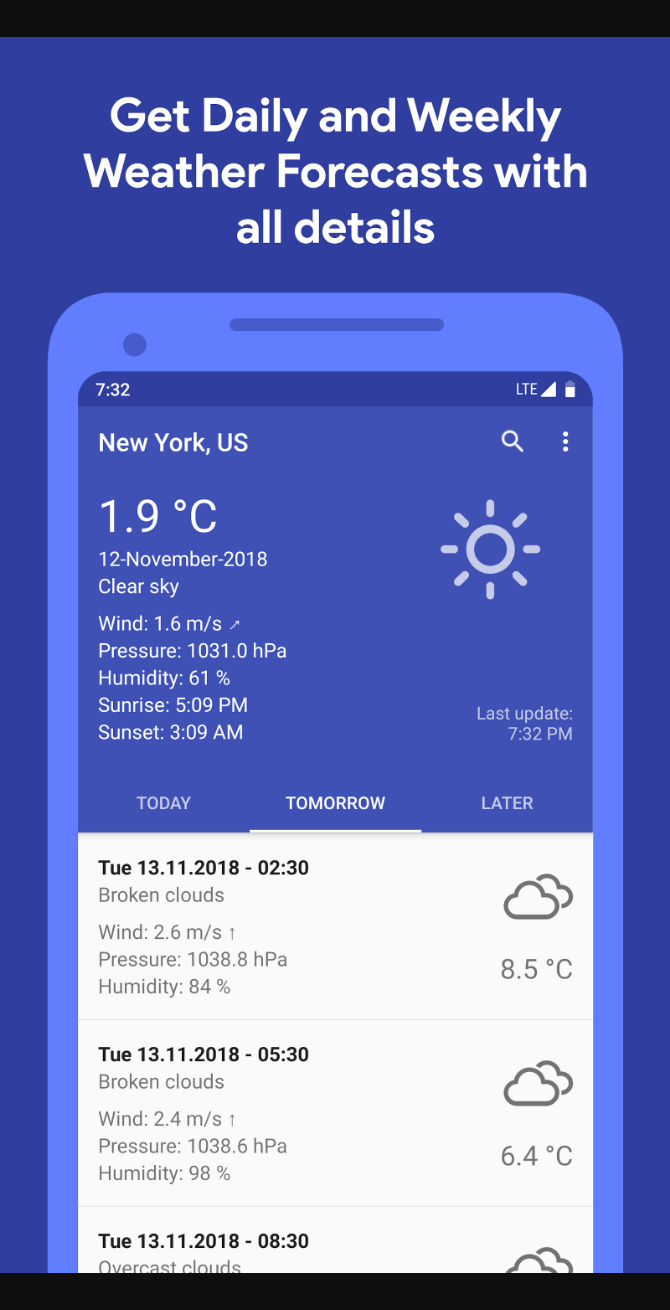 Get Daily and Weekly
Weather Forecasts with
all details
7:32 LTE
New York, US
1.9 °C
12-November-2018
Clear sky
Wind: 1.6 m/s ↗
Pressure: 1031.0 hPa
Humidity: 61 %
Sunrise: 5:09 PM
Sunset: 3:09 AM
Last update:
7:32 PM
TODAY TOMORROW LATER
Tue 13.11.2018 - 02:30
Broken clouds
Wind: 2.6 m/s ↑
Pressure: 1038.8 hPa
Humidity: 84 %
8.5 °C
Tue 13.11.2018 - 05:30
Broken clouds
Wind: 2.4 m/s ↑
Pressure: 1038.6 hPa
Humidity: 98 %
6.4 °C
Tue 13.11.2018 - 08:30
Overcast clouds